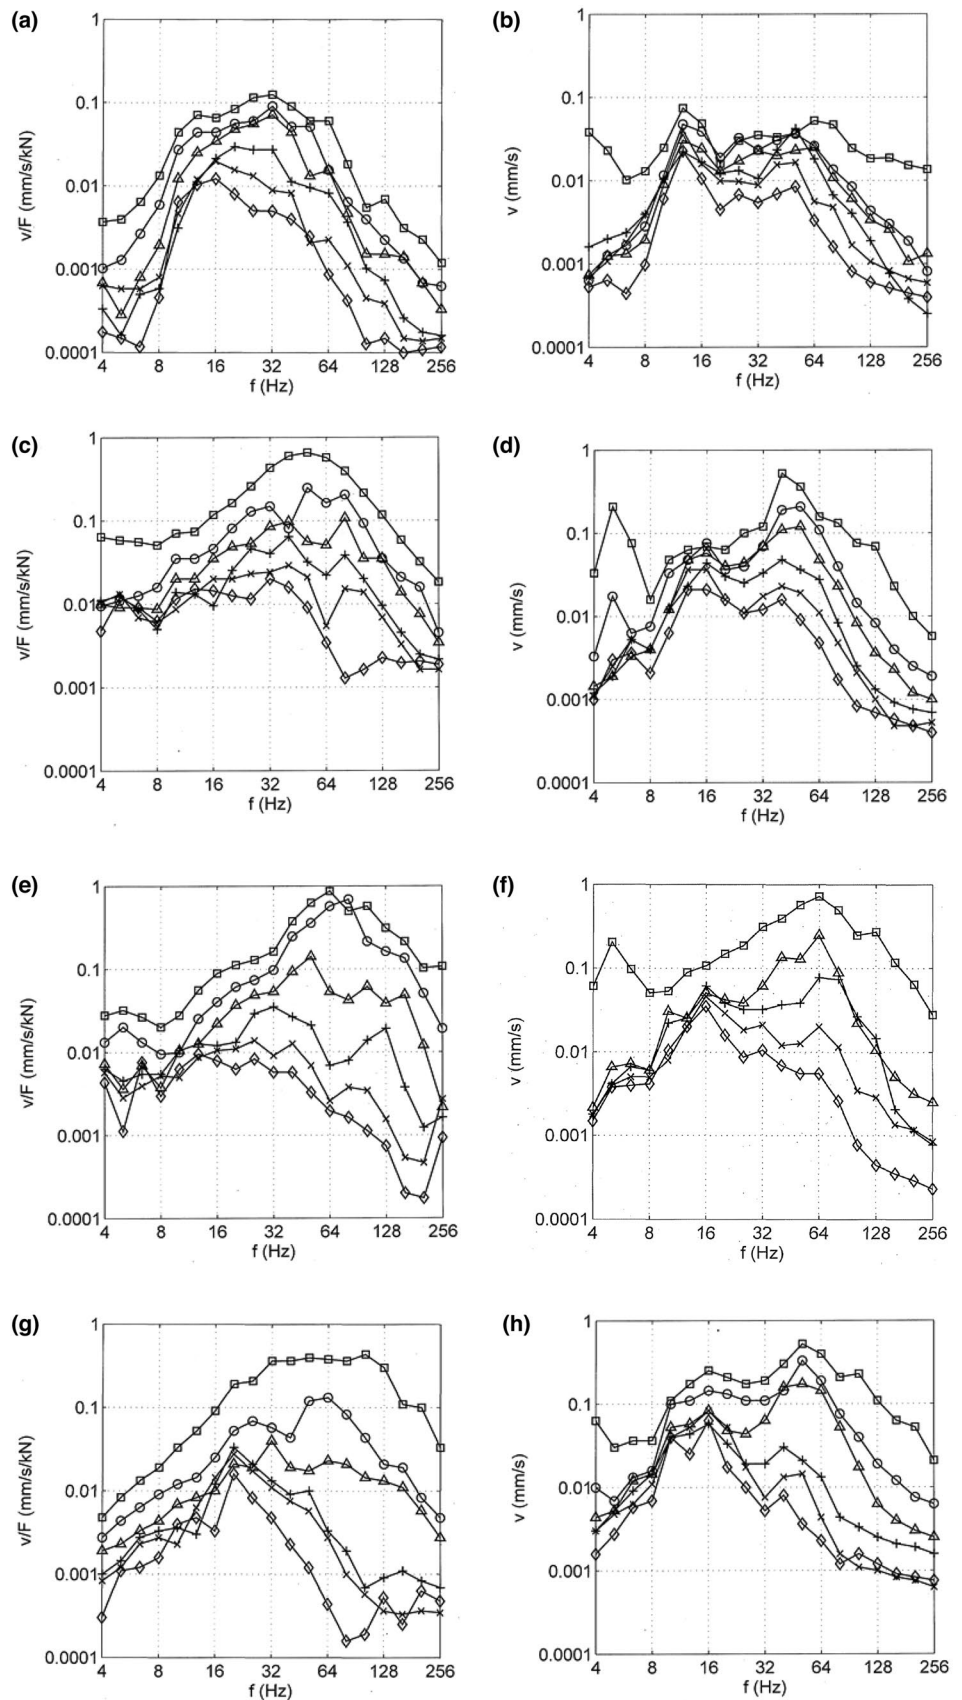 (a)
1
0.1
0.01
0.001
0.0001
v/F (mm/s/kN)
4 8 16 32 64 128 256
f (Hz)
(b)
1
0.1
0.01
0.001
0.0001
v (mm/s)
4 8 16 32 64 128 256
f (Hz)
(c)
1
0.1
0.01
0.001
0.0001
v/F (mm/s/kN)
4 8 16 32 64 128 256
f (Hz)
(d)
1
0.1
0.01
0.001
0.0001
v (mm/s)
4 8 16 32 64 128 256
f (Hz)
(e)
1
0.1
0.01
0.001
0.0001
v/F (mm/s/kN)
4 8 16 32 64 128 256
f (Hz)
(f)
1
0.1
0.01
0.001
0.0001
v (mm/s)
4 8 16 32 64 128 256
f (Hz)
(g)
1
0.1
0.01
0.001
0.0001
v/F (mm/s/kN)
4 8 16 32 64 128 256
f (Hz)
(h)
1
0.1
0.01
0.001
0.0001
v (mm/s)
4 8 16 32 64 128 256
f (Hz)